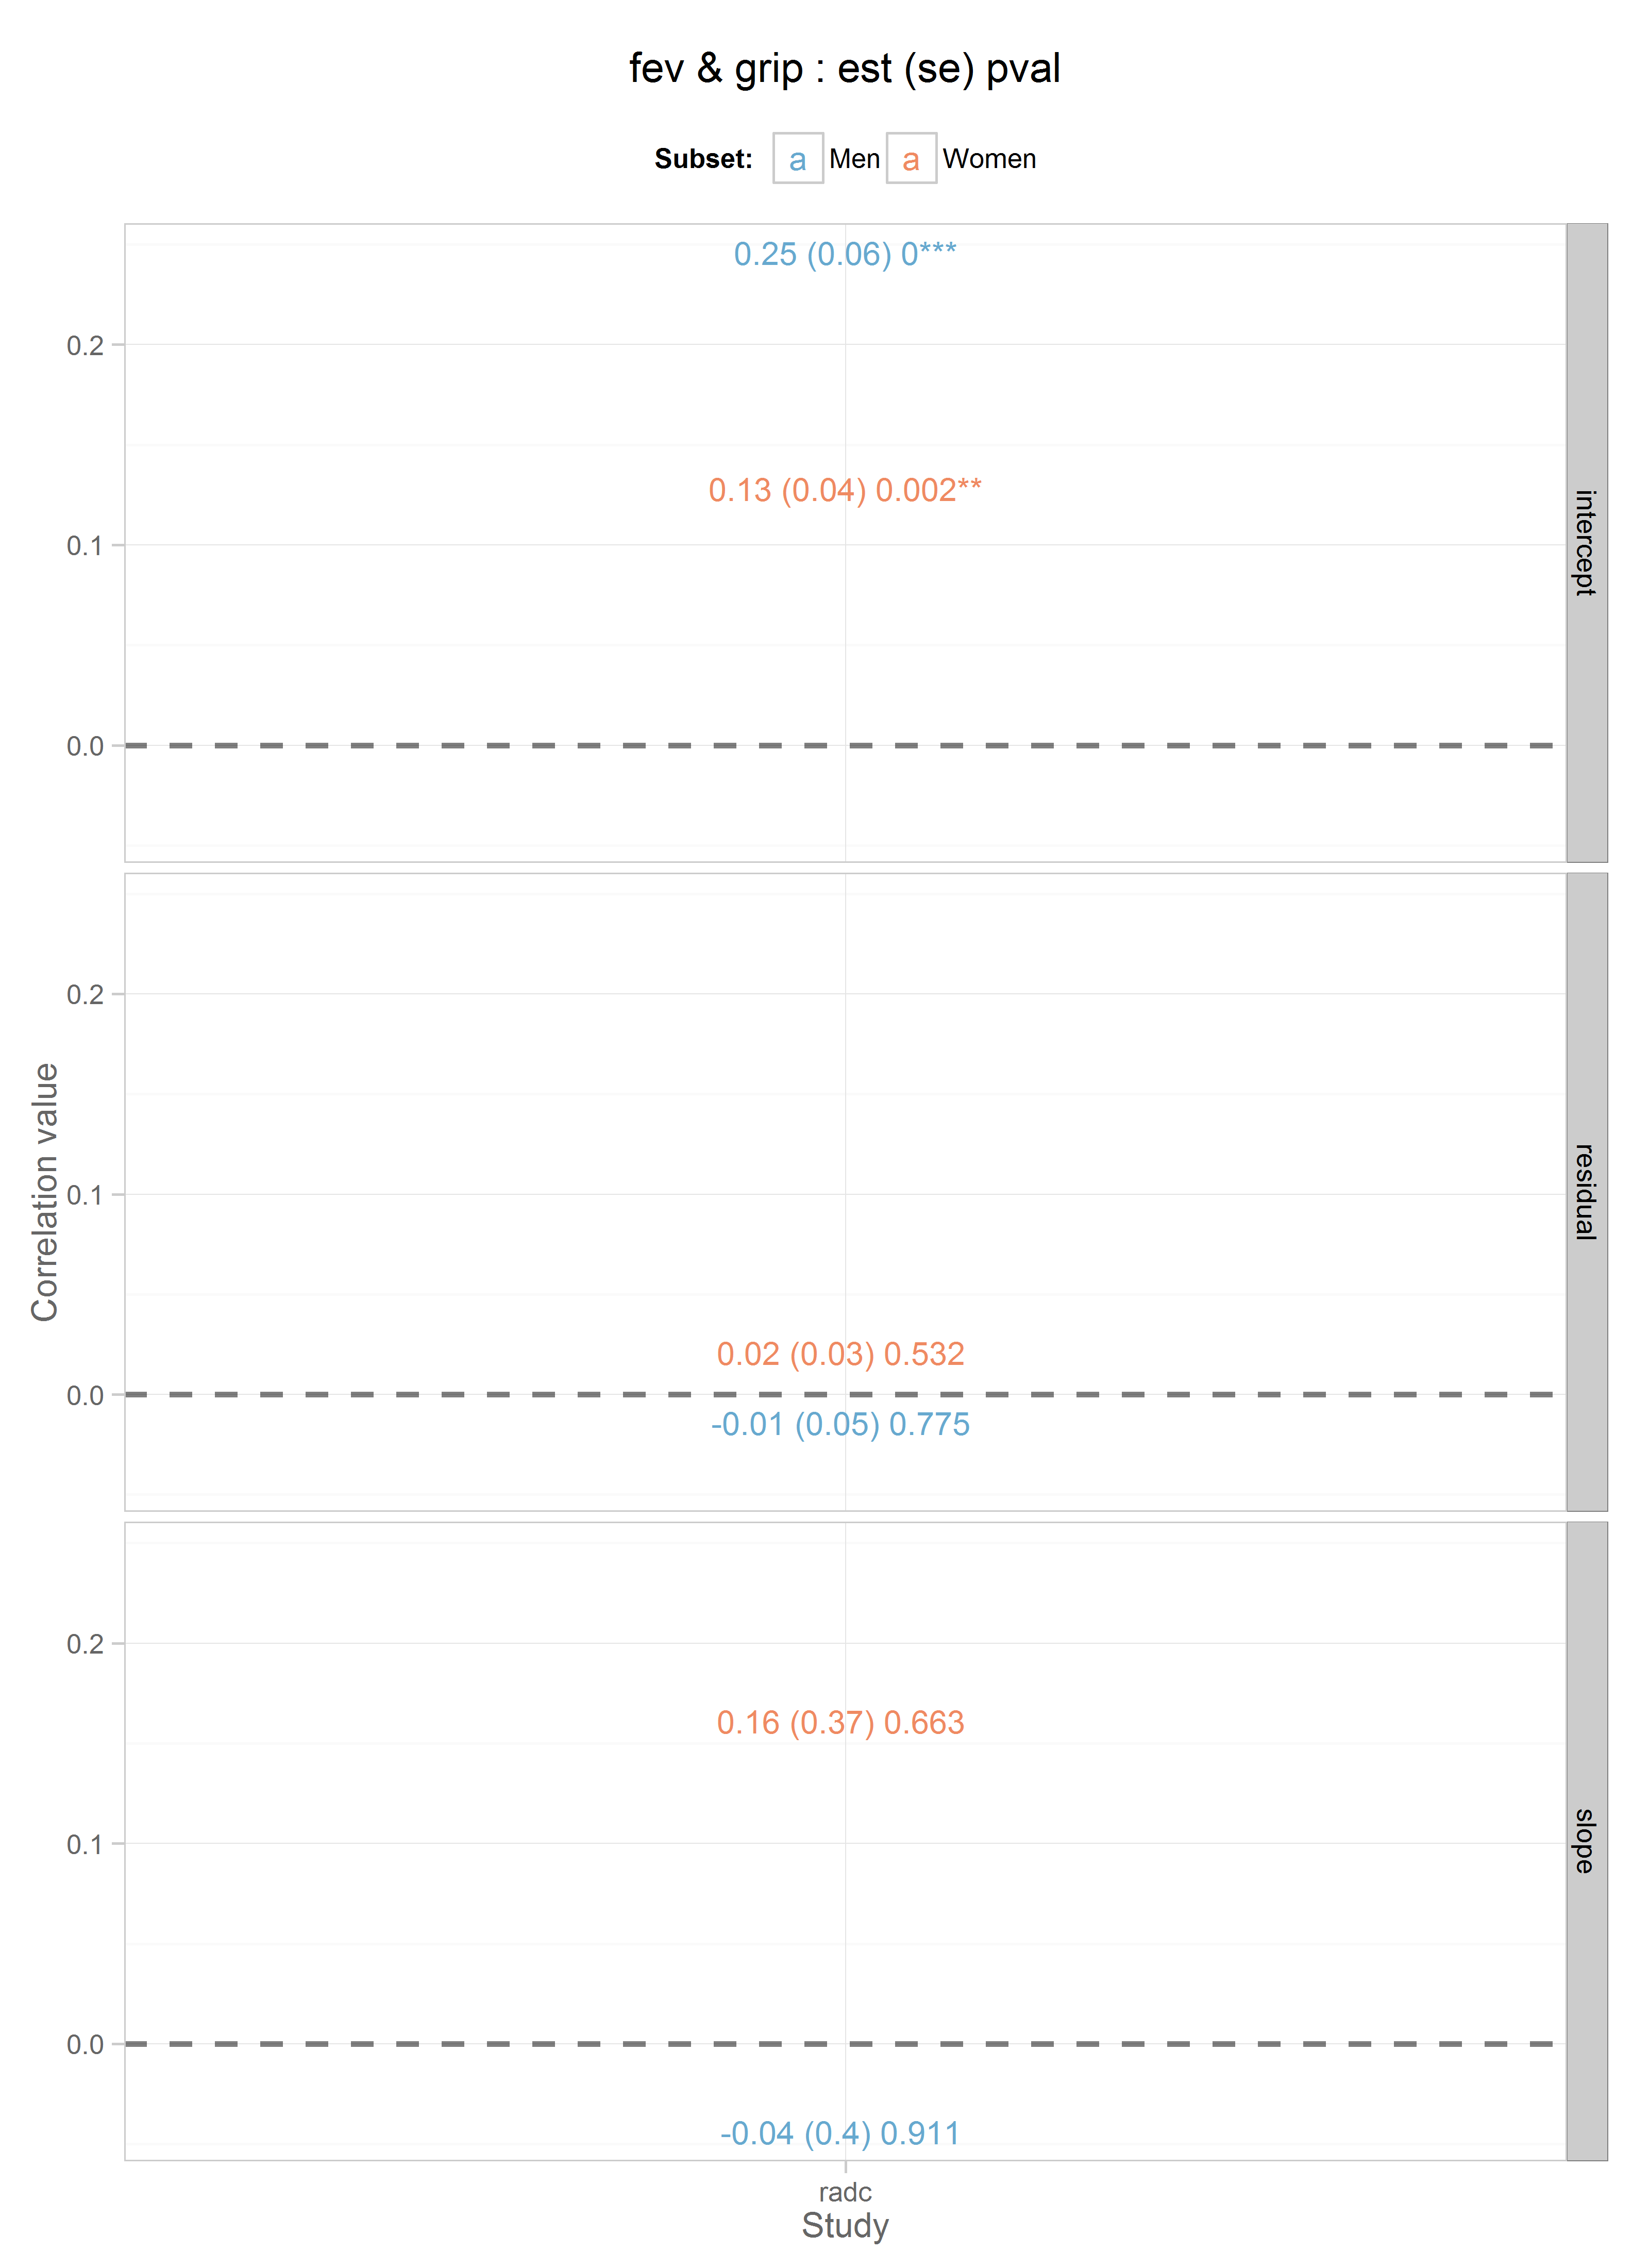 fev & grip : est (se) pval
Subset: a Men a Women
0.25 (0.06) 0***
0.2
0.13 (0.04) 0.002**
0.1
0.0
intercept
0.2
0.1
0.02 (0.03) 0.532
0.0
-0.01 (0.05) 0.775
residual
Correlation value
0.2
0.16 (0.37) 0.663
0.1
0.0
-0.04 (0.4) 0.911
slope
radc
Study